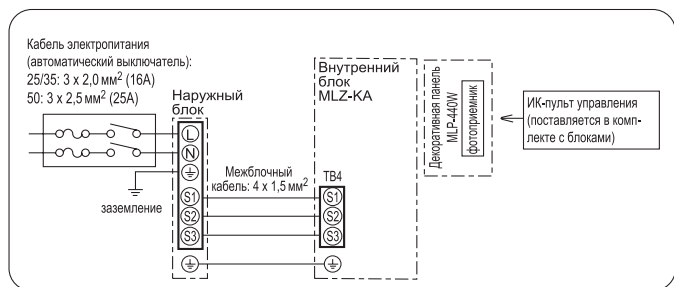 Кабель электропитания
(автоматический выключатель):
25/35: 3 x 2,0 мм² (16А)
50: 3 x 2,5 мм² (25А)
Наружный
блок
L
N
заземление
S1
S2
S3
Межблочный
кабель: 4 x 1,5 мм²
Внутренний
блок
MLZ-KA
TB4
S1
S2
S3
Декоративная панель
MLP-440W
фотоприемник
ИК-пульт управления
(поставляется в комп-
лекте с блоками)